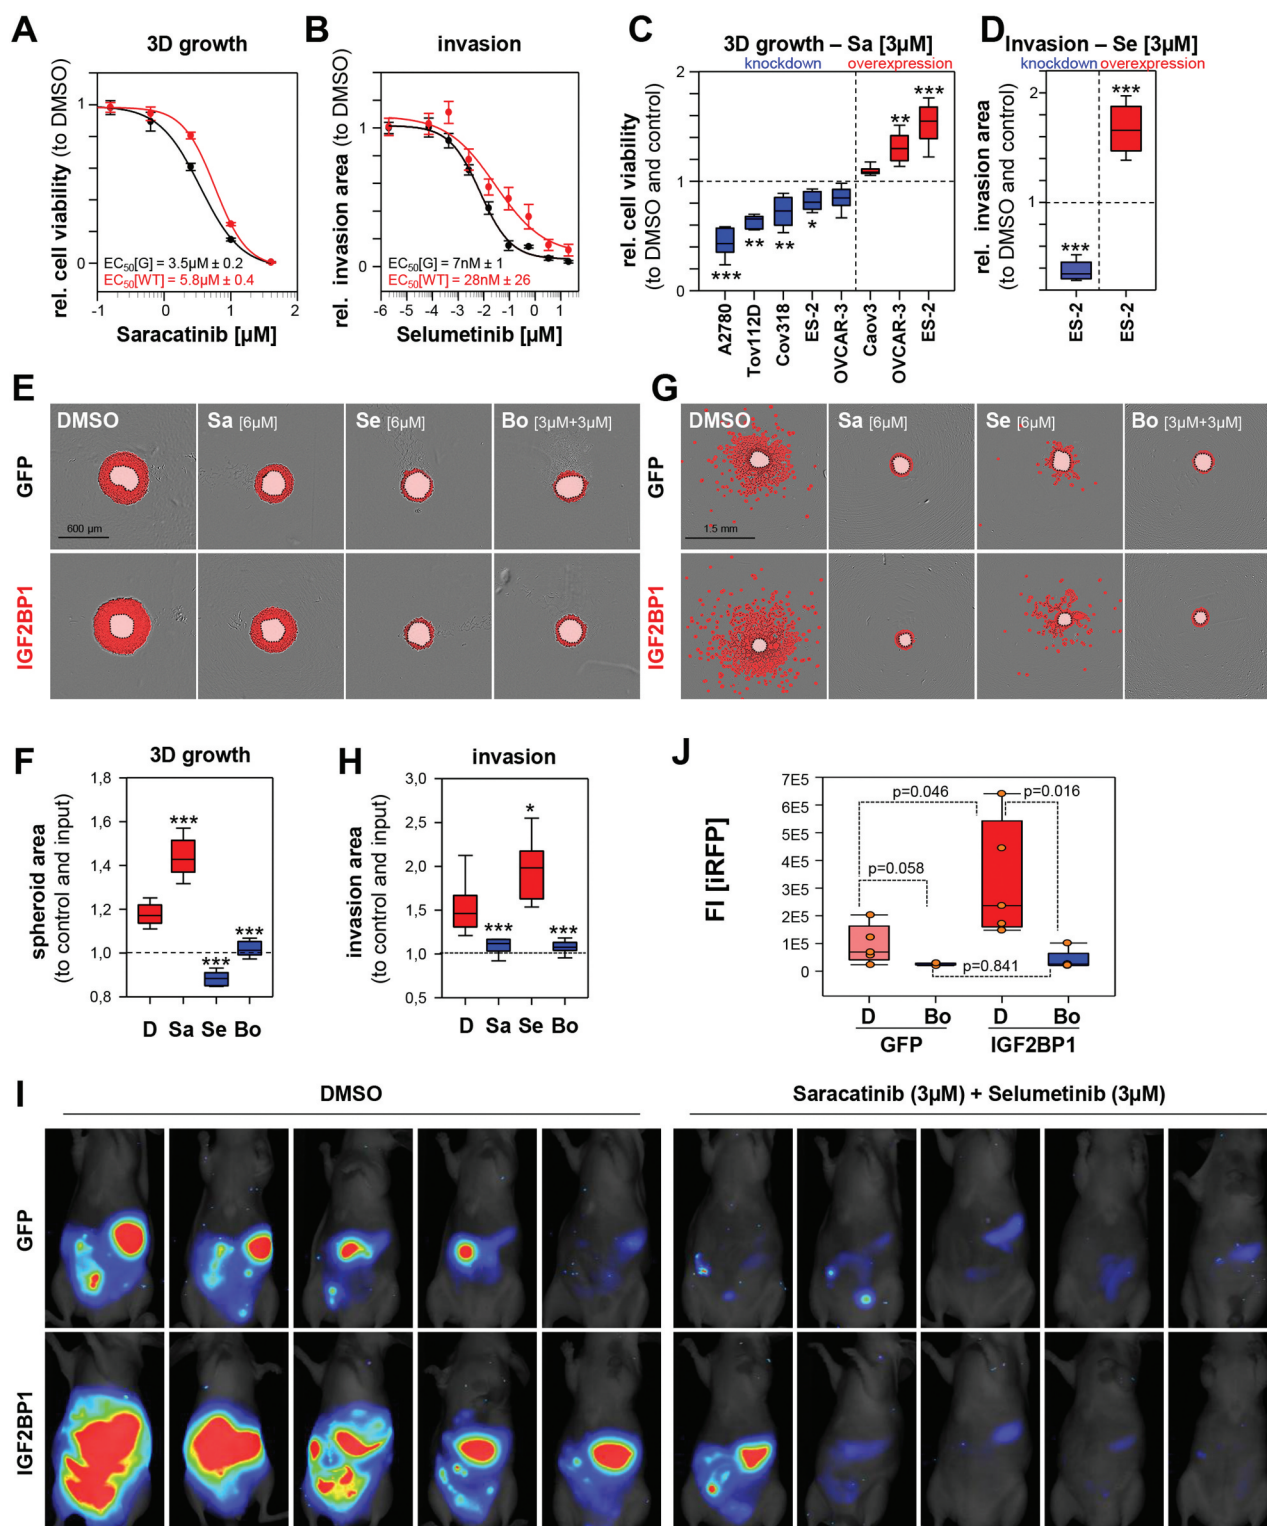 A
3D growth
rel. cell viability (to DMSO)
1
0
EC50[G] = 3.5µM ± 0.2
EC50[WT] = 5.8µM ± 0.4
-1 0 1 2
Saracatinib [µM]
B
invasion
rel. invasion area (to DMSO)
1
0
EC50[G] = 7nM ± 1
EC50[WT] = 28nM ± 26
-6 -5 -4 -3 -2 -1 0 1
Selumetinib [µM]
C
3D growth – Sa [3µM]
knockdown overexpression
rel. cell viability
(to DMSO and control)
2
1
0
***
**
**
*
**
***
A2780
Tov112D
Cov318
ES-2
OVCAR-3
Caov3
OVCAR-3
ES-2
D
Invasion – Se [3µM]
knockdown overexpression
rel. invasion area
(to DMSO and control)
2
1
0
***
***
ES-2
ES-2
E
DMSO
Sa [6µM]
Se [6µM]
Bo [3µM+3µM]
GFP
600 µm
IGF2BP1
G
DMSO
Sa [6µM]
Se [6µM]
Bo [3µM+3µM]
GFP
1.5 mm
IGF2BP1
F
3D growth
spheroid area
(to control and input)
1,8
1,6
1,4
1,2
1,0
0,8
***
***
***
D Sa Se Bo
H
invasion
invasion area
(to control and input)
3,0
2,5
2,0
1,5
1,0
0,5
***
*
***
D Sa Se Bo
J
FI [iRFP]
7E5
6E5
5E5
4E5
3E5
2E5
1E5
0
p=0.046
p=0.016
p=0.058
p=0.841
D Bo D Bo
GFP IGF2BP1
I
DMSO
Saracatinib (3µM) + Selumetinib (3µM)
GFP
IGF2BP1